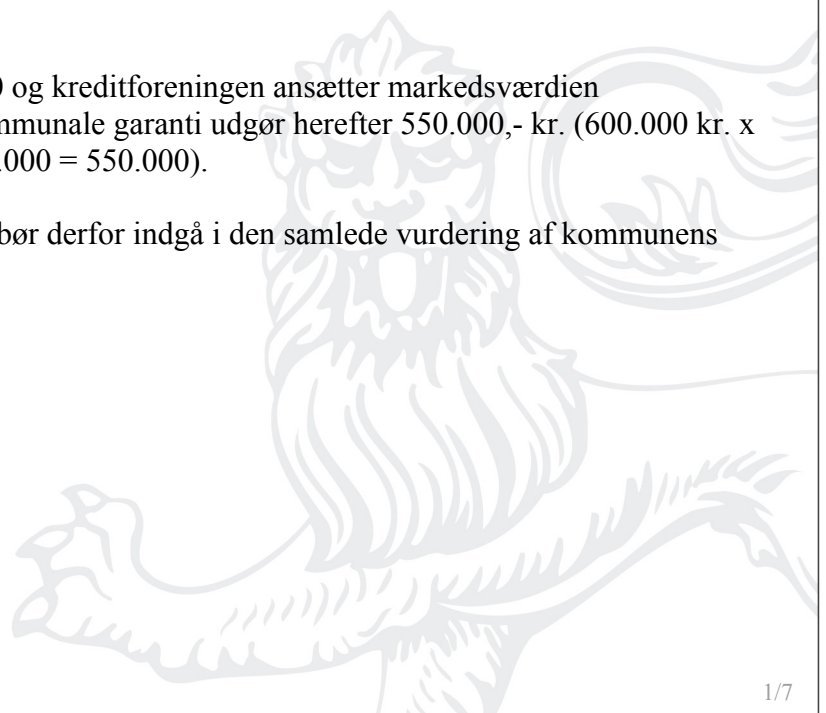 og kreditforeningen ansætter markedsværdien
mmunale garanti udgør herefter 550.000,- kr. (600.000 kr. x
.000 = 550.000).
bør derfor indgå i den samlede vurdering af kommunens
1/7